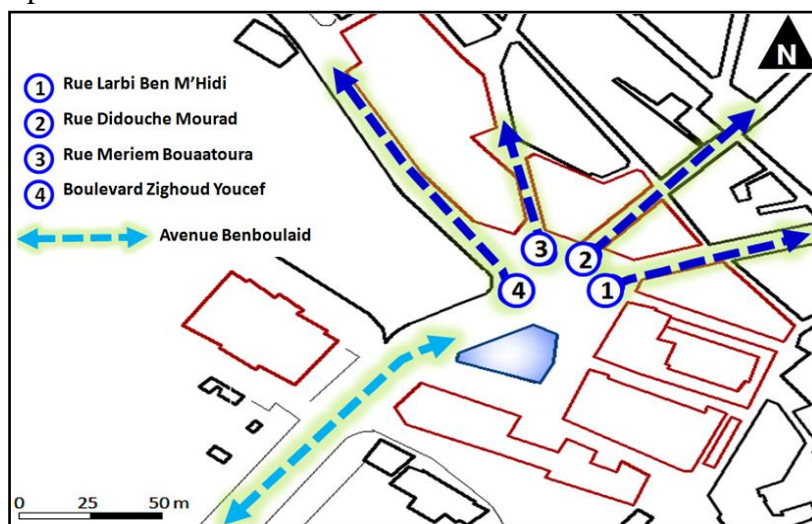 N
1 Rue Larbi Ben M'Hidi
2 Rue Didouche Mourad
3 Rue Meriem Bouaatoura
4 Boulevard Zighoud Youcef
Avenue Benboulaid
3
2
4
1
0 25 50 m